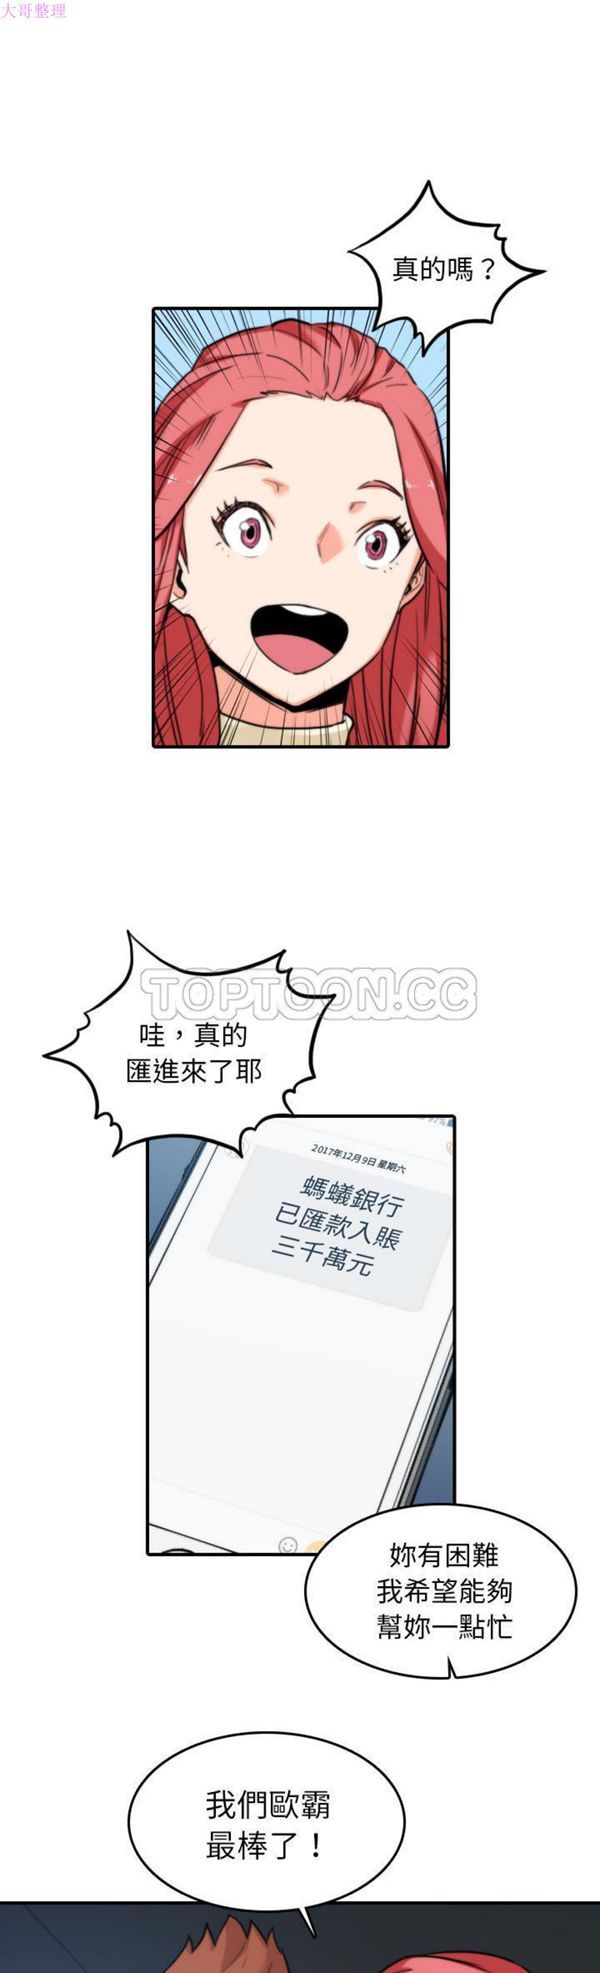 大哥整理
真的嗎？
TOPTOON.CC
哇，真的
匯進來了耶
97%
2017年12月9日 星期六
螞蟻銀行
已匯款入賬
三千萬元
妳有困難
我希望能夠
幫妳一點忙
我們歐霸
最棒了！